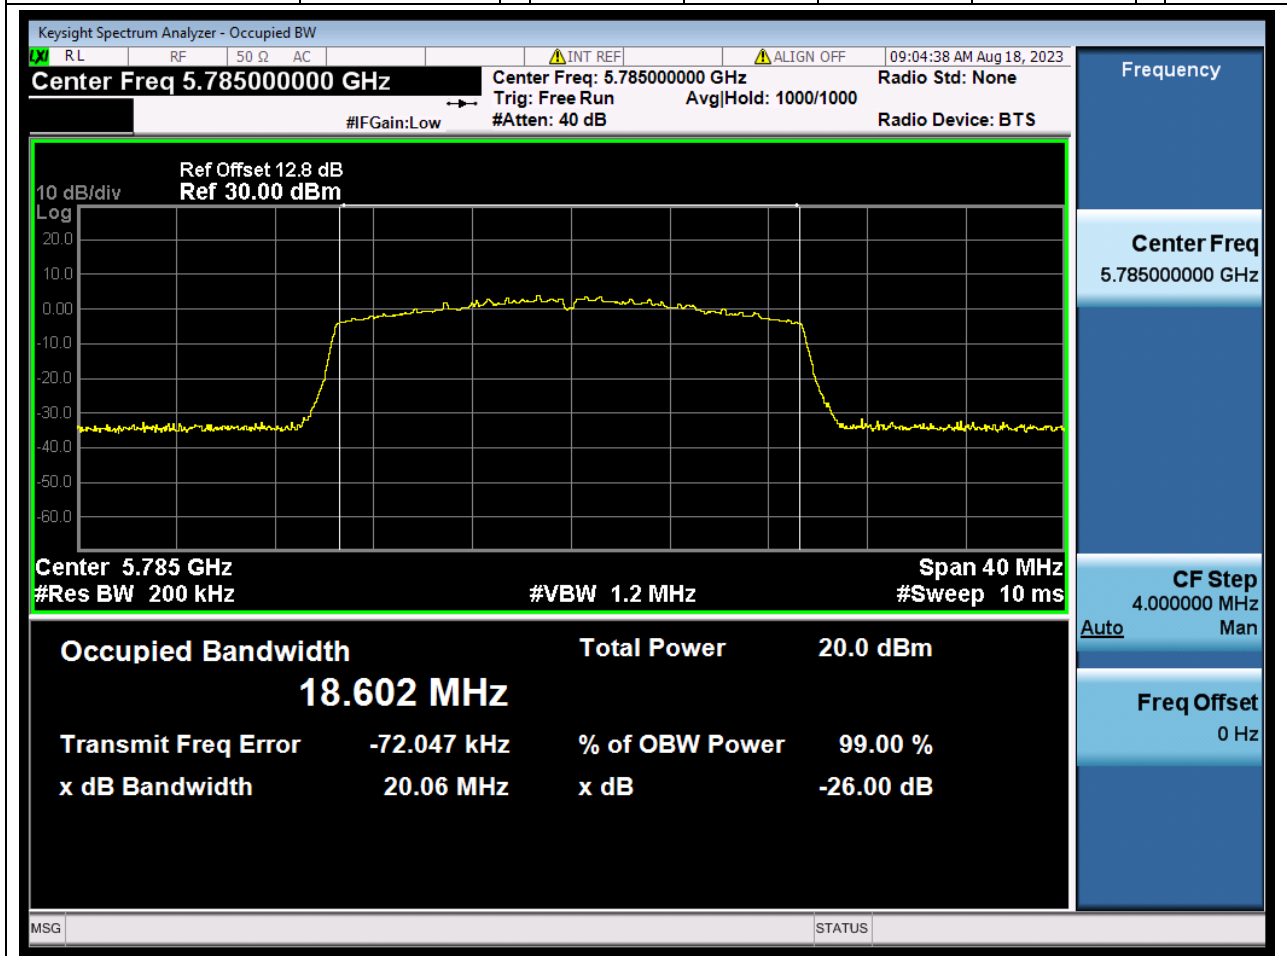 Keysight Spectrum Analyzer - Occupied BW
LXI RL RF 50 Ω AC INT REF ALIGN OFF 09:04:38 AM Aug 18, 2023
Center Freq 5.785000000 GHz
Center Freq: 5.785000000 GHz
Radio Std: None
Trig: Free Run Avg|Hold: 1000/1000
#IFGain:Low
#Atten: 40 dB
Radio Device: BTS
Ref Offset 12.8 dB
10 dB/div Ref 30.00 dBm
Log
20.0
10.0
0.00
-10.0
-20.0
-30.0
-40.0
-50.0
-60.0
Center 5.785 GHz Span 40 MHz
#Res BW 200 kHz #VBW 1.2 MHz #Sweep 10 ms
Occupied Bandwidth Total Power 20.0 dBm
18.602 MHz
Transmit Freq Error -72.047 kHz % of OBW Power 99.00 %
x dB Bandwidth 20.06 MHz x dB -26.00 dB
Frequency
Center Freq
5.785000000 GHz
CF Step
4.000000 MHz
Auto Man
Freq Offset
0 Hz
MSG STATUS